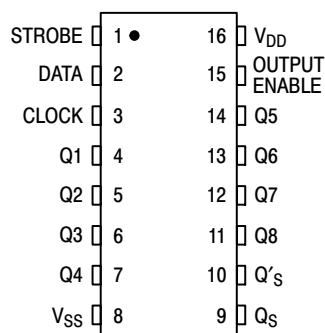 STROBE 1 16 VDD
DATA 2 15 OUTPUT ENABLE
CLOCK 3 14 Q5
Q1 4 13 Q6
Q2 5 12 Q7
Q3 6 11 Q8
Q4 7 10 Q′S
VSS 8 9 QS